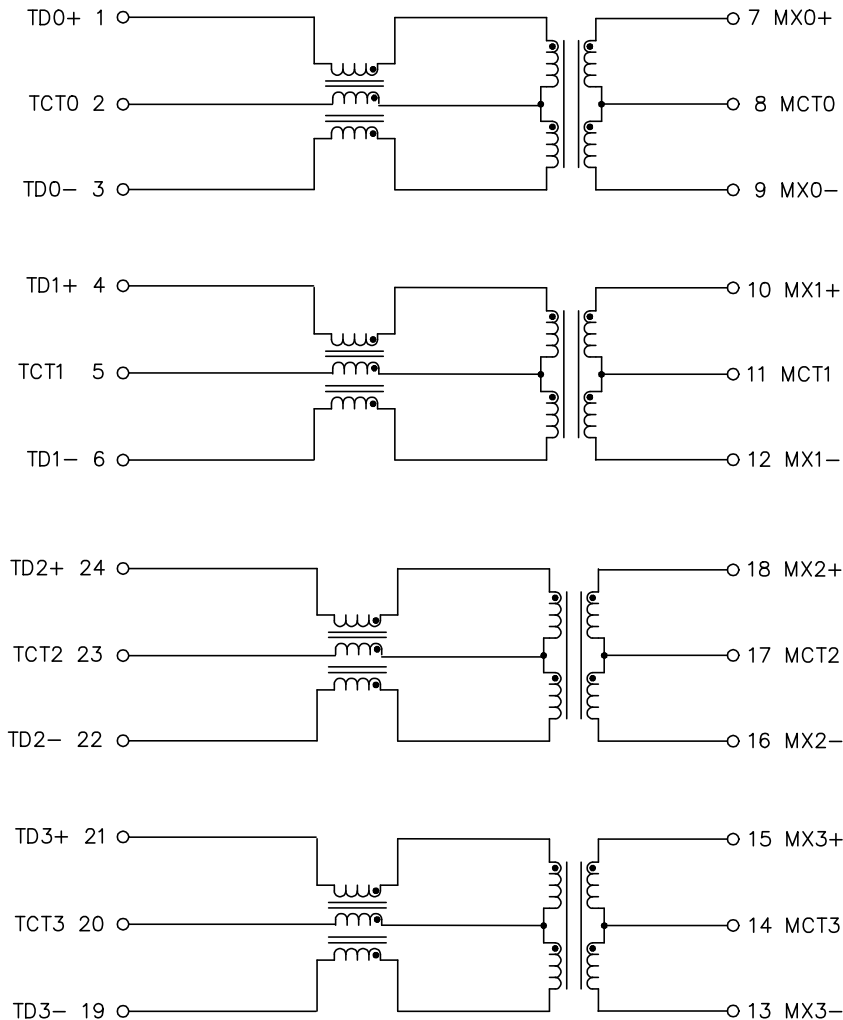 TD0+ 1 7 MX0+
TCT0 2 8 MCT0
TD0- 3 9 MX0-
TD1+ 4 10 MX1+
TCT1 5 11 MCT1
TD1- 6 12 MX1-
TD2+ 24 18 MX2+
TCT2 23 17 MCT2
TD2- 22 16 MX2-
TD3+ 21 15 MX3+
TCT3 20 14 MCT3
TD3- 19 13 MX3-